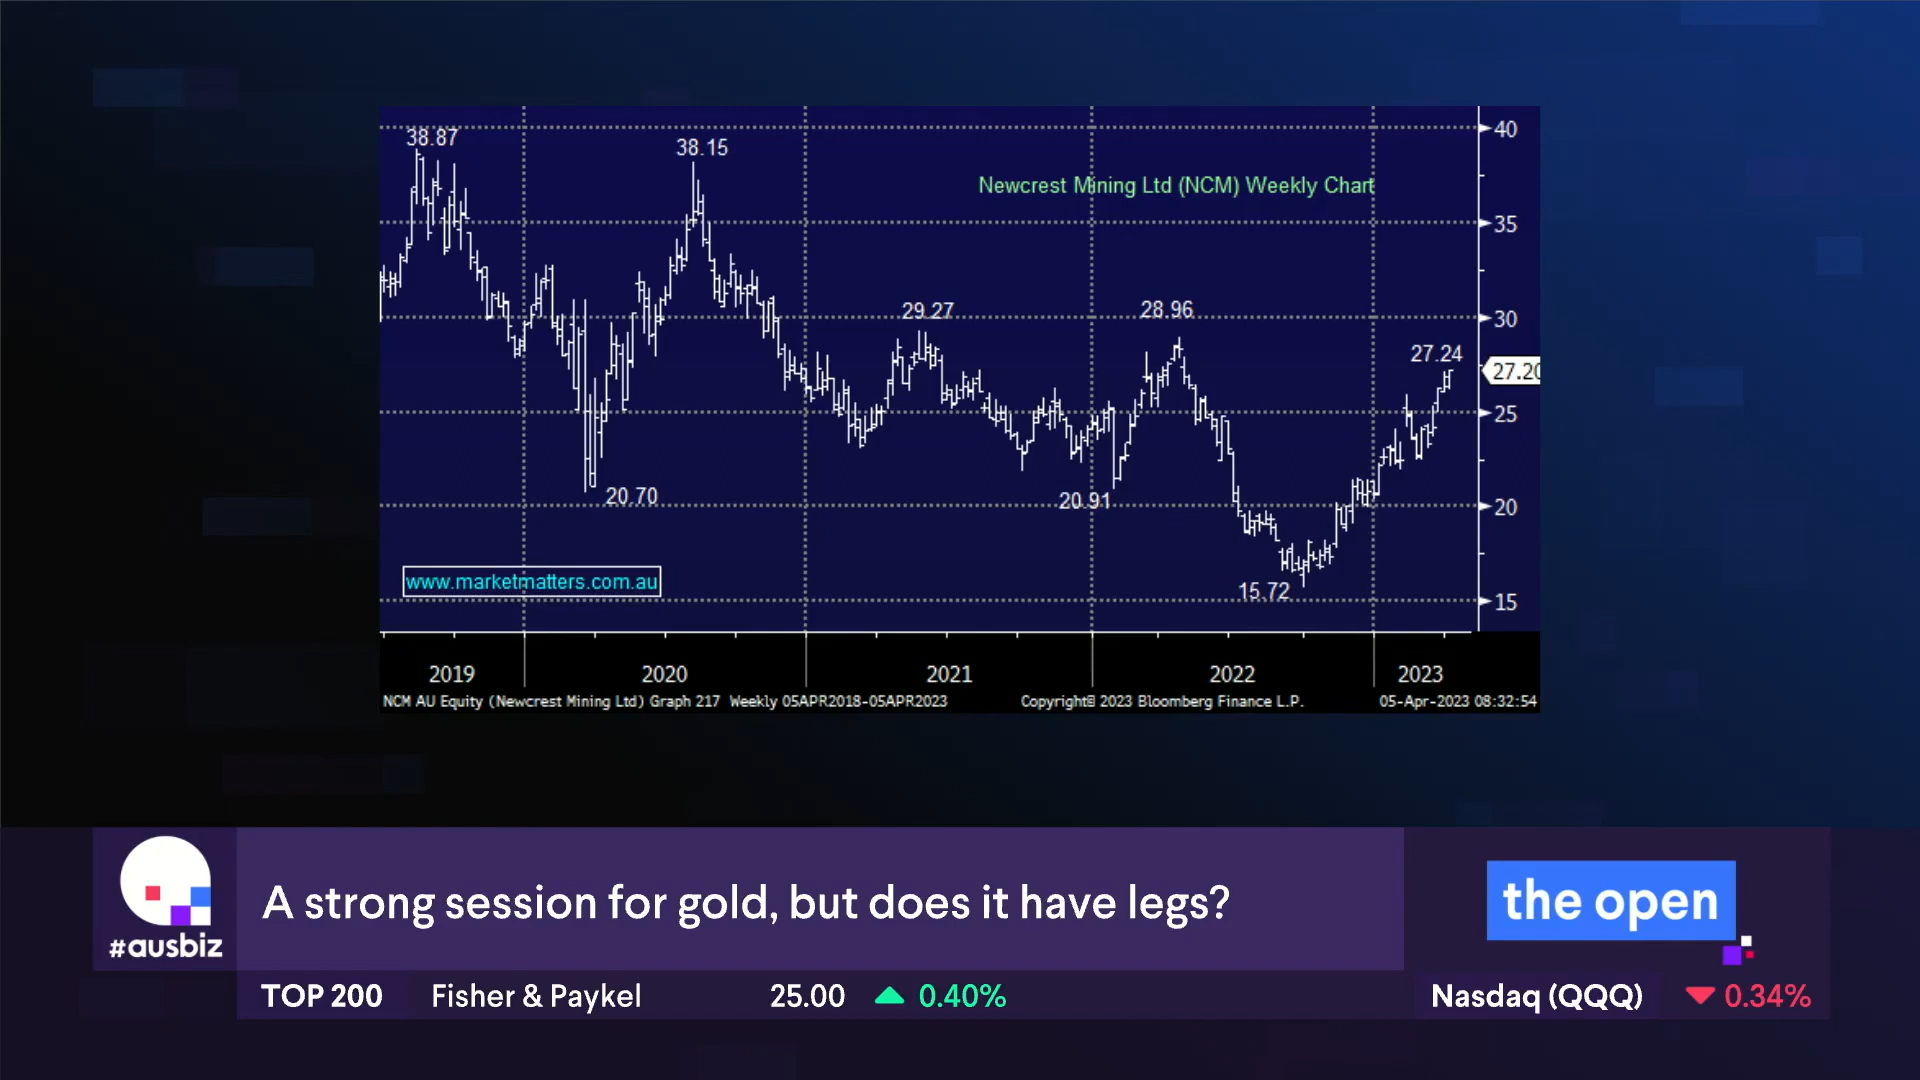 38.87
38.15
40
Newcrest Mining Ltd (NCM) Weekly Chart
35
29.27
28.96
30
27.24
27.20
25
20.70
20.91
20
www.marketmatters.com.au
15.72
15
2019
2020
2021
2022
2023
NCM AU Equity (Newcrest Mining Ltd) Graph 217 Weekly 05APR2018-05APR2023
Copyright© 2023 Bloomberg Finance L.P.
05-Apr-2023 08:32:54
A strong session for gold, but does it have legs?
the open
#ausbiz
TOP 200 Fisher & Paykel 25.00 0.40%
Nasdaq (QQQ) 0.34%